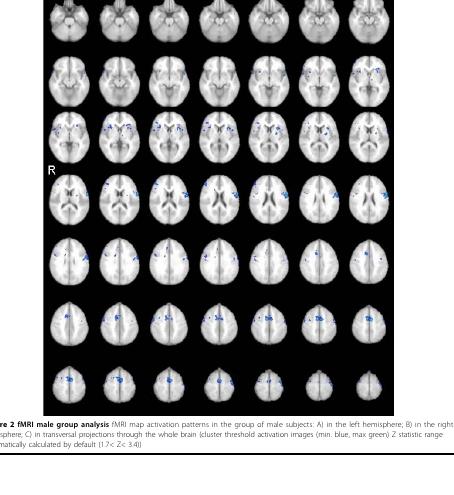 R
re 2 fMRI male group analysis fMRI map activation patterns in the group of male subjects: A) in the left hemisphere; B) in the right
sphere, C) in transversal projections through the whole brain (cluster threshold activation images (min. blue, max green) Z statistic range
matically calculated by default (1.7< Z< 3.4))